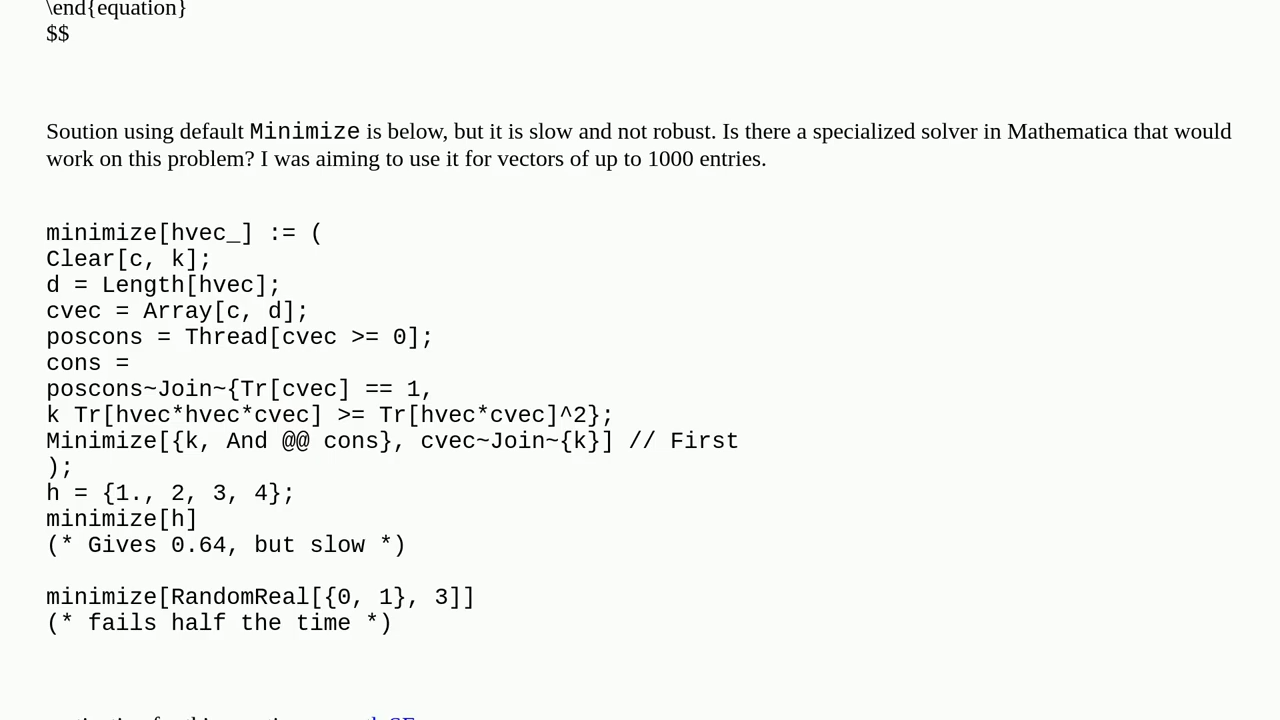 \end{equation}
$$
Soution using default Minimize is below, but it is slow and not robust. Is there a specialized solver in Mathematica that would
work on this problem? I was aiming to use it for vectors of up to 1000 entries.
minimize[hvec_] := (
Clear[c, k];
d = Length[hvec];
cvec = Array[c, d];
poscons = Thread[cvec >= 0];
cons =
poscons~Join~{Tr[cvec] == 1,
k Tr[hvec*hvec*cvec] >= Tr[hvec*cvec]^2};
Minimize[{k, And @@ cons}, cvec~Join~{k}] // First
);
h = {1., 2, 3, 4};
minimize[h]
(* Gives 0.64, but slow *)
minimize[RandomReal[{0, 1}, 3]]
(* fails half the time *)